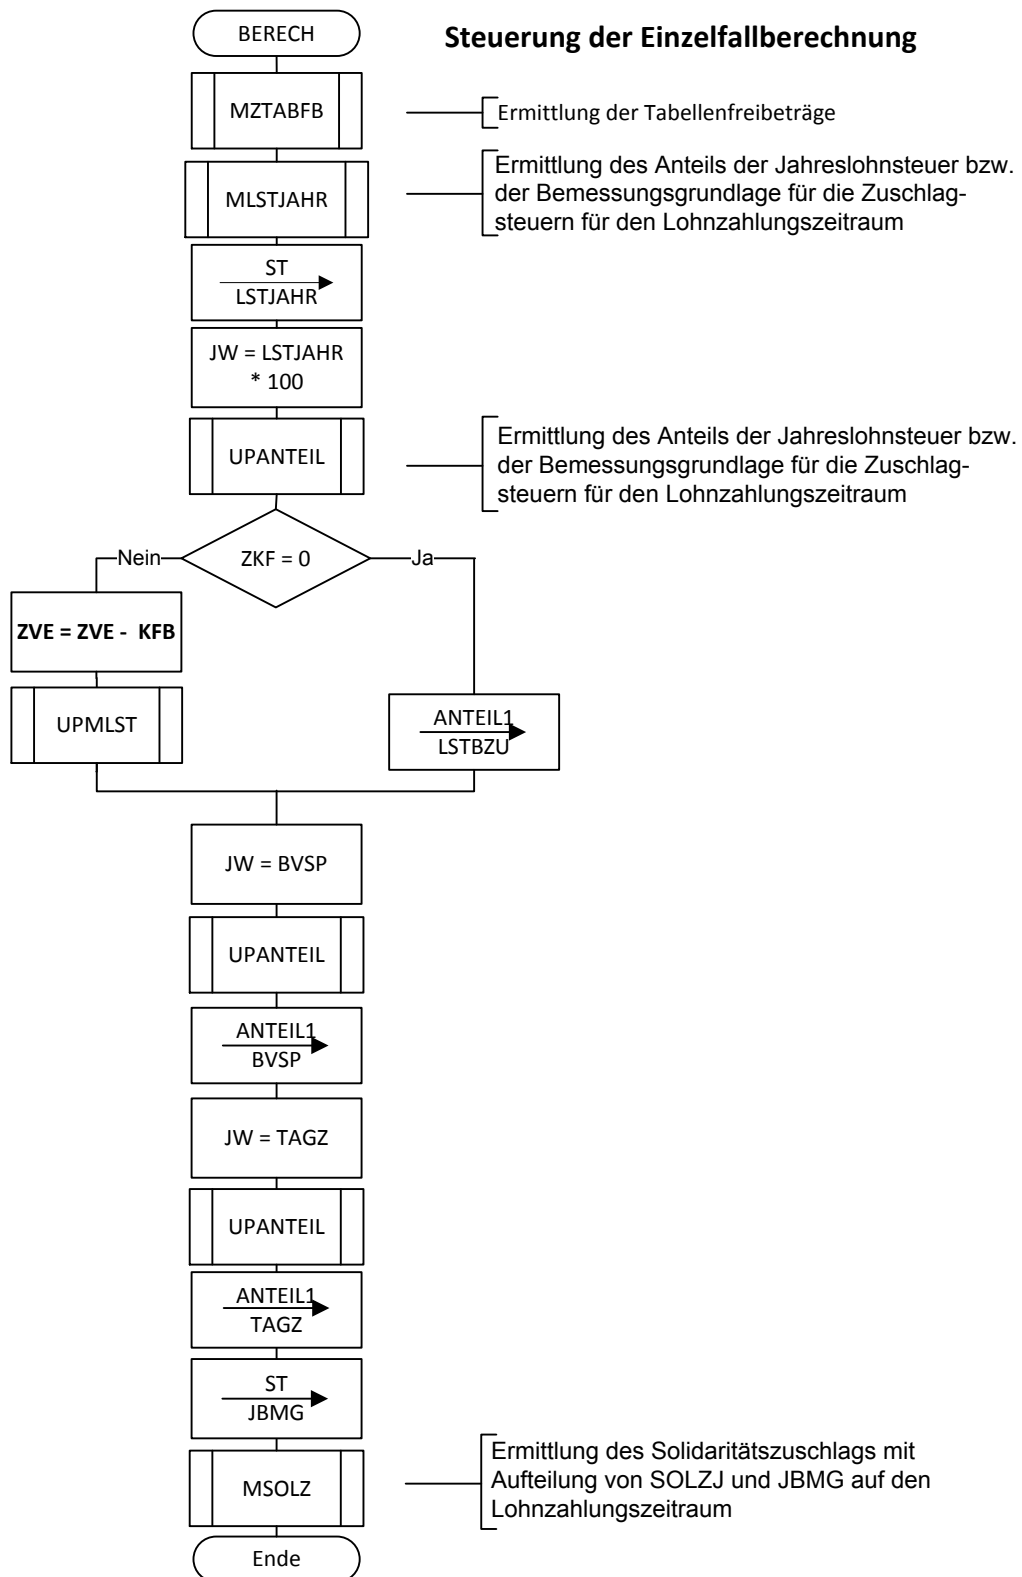 BERECH
Steuerung der Einzelfallberechnung
MZTABFB
Ermittlung der Tabellenfreibeträge
MLSTJAHR
Ermittlung des Anteils der Jahreslohnsteuer bzw.
der Bemessungsgrundlage für die Zuschlag-
steuern für den Lohnzahlungszeitraum
ST
LSTJAHR
JW = LSTJAHR
* 100
UPANTEIL
Ermittlung des Anteils der Jahreslohnsteuer bzw.
der Bemessungsgrundlage für die Zuschlag-
steuern für den Lohnzahlungszeitraum
Nein
ZKF = 0
Ja
ZVE = ZVE - KFB
UPMLST
ANTEIL1
LSTBZU
JW = BVSP
UPANTEIL
ANTEIL1
BVSP
JW = TAGZ
UPANTEIL
ANTEIL1
TAGZ
ST
JBMG
MSOLZ
Ermittlung des Solidaritätszuschlags mit
Aufteilung von SOLZJ und JBMG auf den
Lohnzahlungszeitraum
Ende